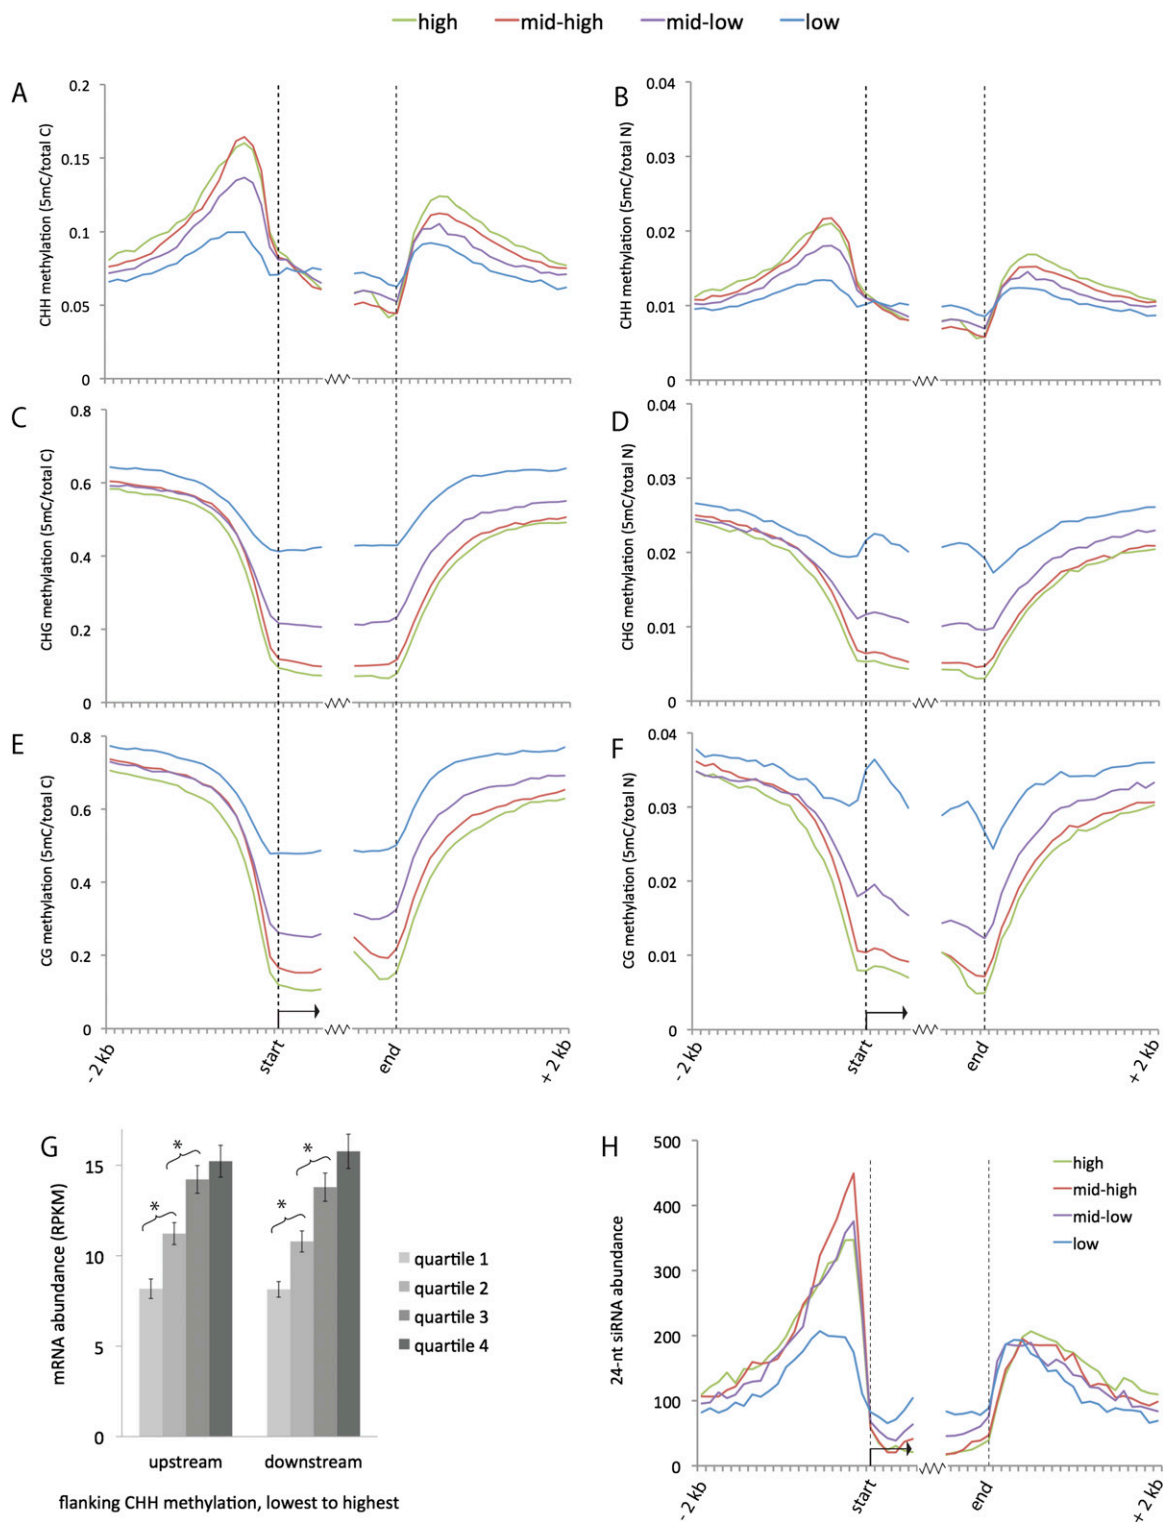 high mid-high mid-low low
A
CHH methylation (5mC/total C)
0.2
0.15
0.1
0.05
0
B
CHH methylation (5mC/total N)
0.04
0.03
0.02
0.01
0
C
CHG methylation (5mC/total C)
0.8
0.6
0.4
0.2
0
D
CHG methylation (5mC/total N)
0.04
0.03
0.02
0.01
0
E
CG methylation (5mC/total C)
0.8
0.6
0.4
0.2
0
- 2 kb start end + 2 kb
F
CG methylation (5mC/total N)
0.04
0.03
0.02
0.01
0
- 2 kb start end + 2 kb
G
mRNA abundance (RPKM)
15
10
5
0
* * * *
quartile 1
quartile 2
quartile 3
quartile 4
upstream downstream
flanking CHH methylation, lowest to highest
H
24-nt siRNA abundance
500
400
300
200
100
0
high
mid-high
mid-low
low
- 2 kb start end + 2 kb